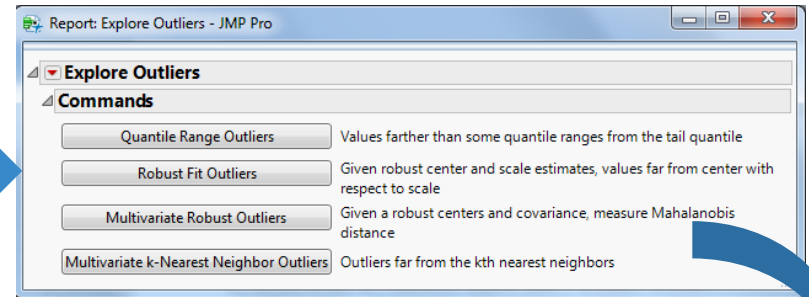 Report: Explore Outliers - JMP Pro
Explore Outliers
Commands
Quantile Range Outliers Values farther than some quantile ranges from the tail quantile
Robust Fit Outliers Given robust center and scale estimates, values far from center with
respect to scale
Multivariate Robust Outliers Given a robust centers and covariance, measure Mahalanobis
distance
Multivariate k-Nearest Neighbor Outliers Outliers far from the kth nearest neighbors